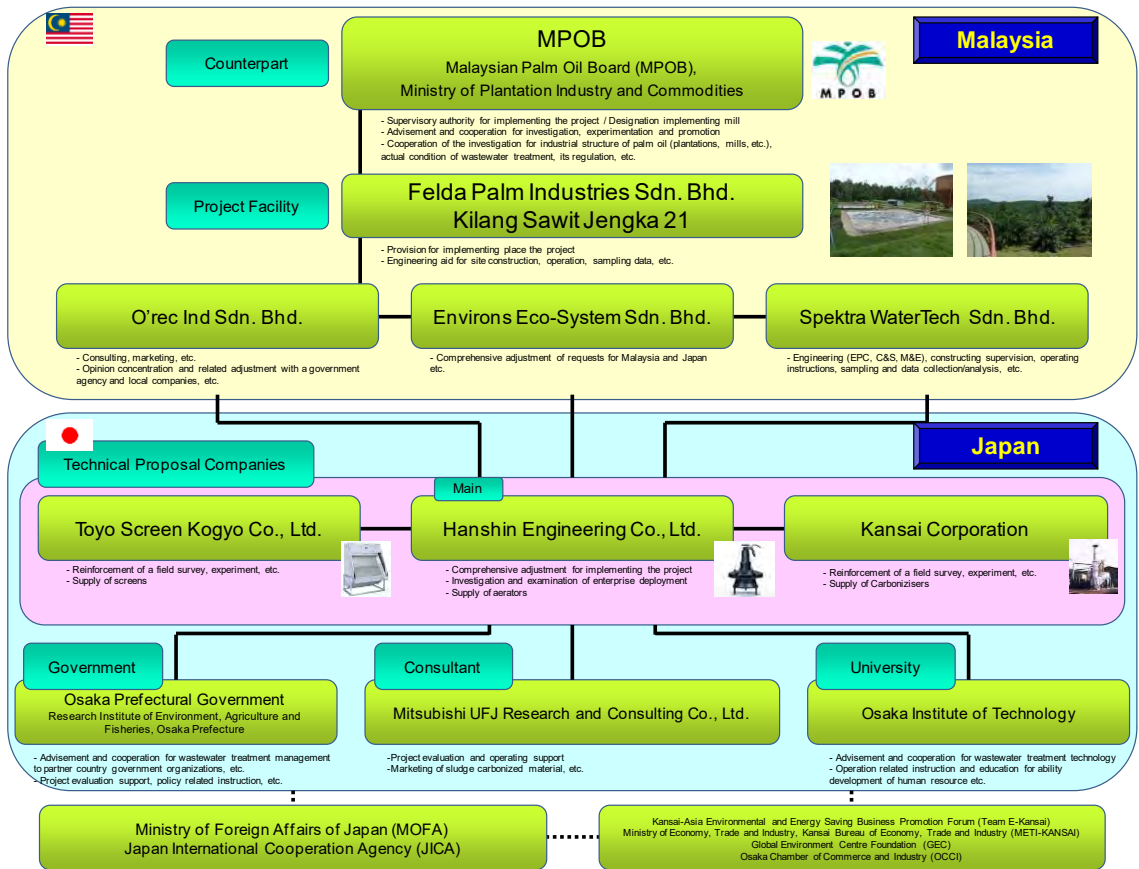 Malaysia
Counterpart
MPOB
Malaysian Palm Oil Board (MPOB),
Ministry of Plantation Industry and Commodities
M P O B
- Supervisory authority for implementing the project / Designation implementing mill
- Advisement and cooperation for investigation, experimentation and promotion
- Cooperation of the investigation for industrial structure of palm oil (plantations, mills, etc.),
actual condition of wastewater treatment, its regulation, etc.
Project Facility
Felda Palm Industries Sdn. Bhd.
Kilang Sawit Jengka 21
- Provision for implementing place the project
- Engineering aid for site construction, operation, sampling data, etc.
O'rec Ind Sdn. Bhd.
- Consulting, marketing, etc.
- Opinion concentration and related adjustment with a government
agency and local companies, etc.
Environs Eco-System Sdn. Bhd.
- Comprehensive adjustment of requests for Malaysia and Japan
etc.
Spektra WaterTech Sdn. Bhd.
- Engineering (EPC, C&S, M&E), constructing supervision, operating
instructions, sampling and data collection/analysis, etc.
Japan
Technical Proposal Companies
Main
Toyo Screen Kogyo Co., Ltd.
- Reinforcement of a field survey, experiment, etc.
- Supply of screens
Hanshin Engineering Co., Ltd.
- Comprehensive adjustment for implementing the project
- Investigation and examination of enterprise deployment
- Supply of aerators
Kansai Corporation
- Reinforcement of a field survey, experiment, etc.
- Supply of Carbonizisers
Government
Osaka Prefectural Government
Research Institute of Environment, Agriculture and
Fisheries, Osaka Prefecture
- Advisement and cooperation for wastewater treatment management
to partner country government organizations, etc.
- Project evaluation support, policy related instruction, etc.
Consultant
Mitsubishi UFJ Research and Consulting Co., Ltd.
-Project evaluation and operating support
-Marketing of sludge carbonized material, etc.
University
Osaka Institute of Technology
- Advisement and cooperation for wastewater treatment technology
- Operation related instruction and education for ability
development of human resource etc.
Ministry of Foreign Affairs of Japan (MOFA)
Japan International Cooperation Agency (JICA)
Kansai-Asia Environmental and Energy Saving Business Promotion Forum (Team E-Kansai)
Ministry of Economy, Trade and Industry, Kansai Bureau of Economy, Trade and Industry (METI-KANSAI)
Global Environment Centre Foundation (GEC)
Osaka Chamber of Commerce and Industry (OCCI)